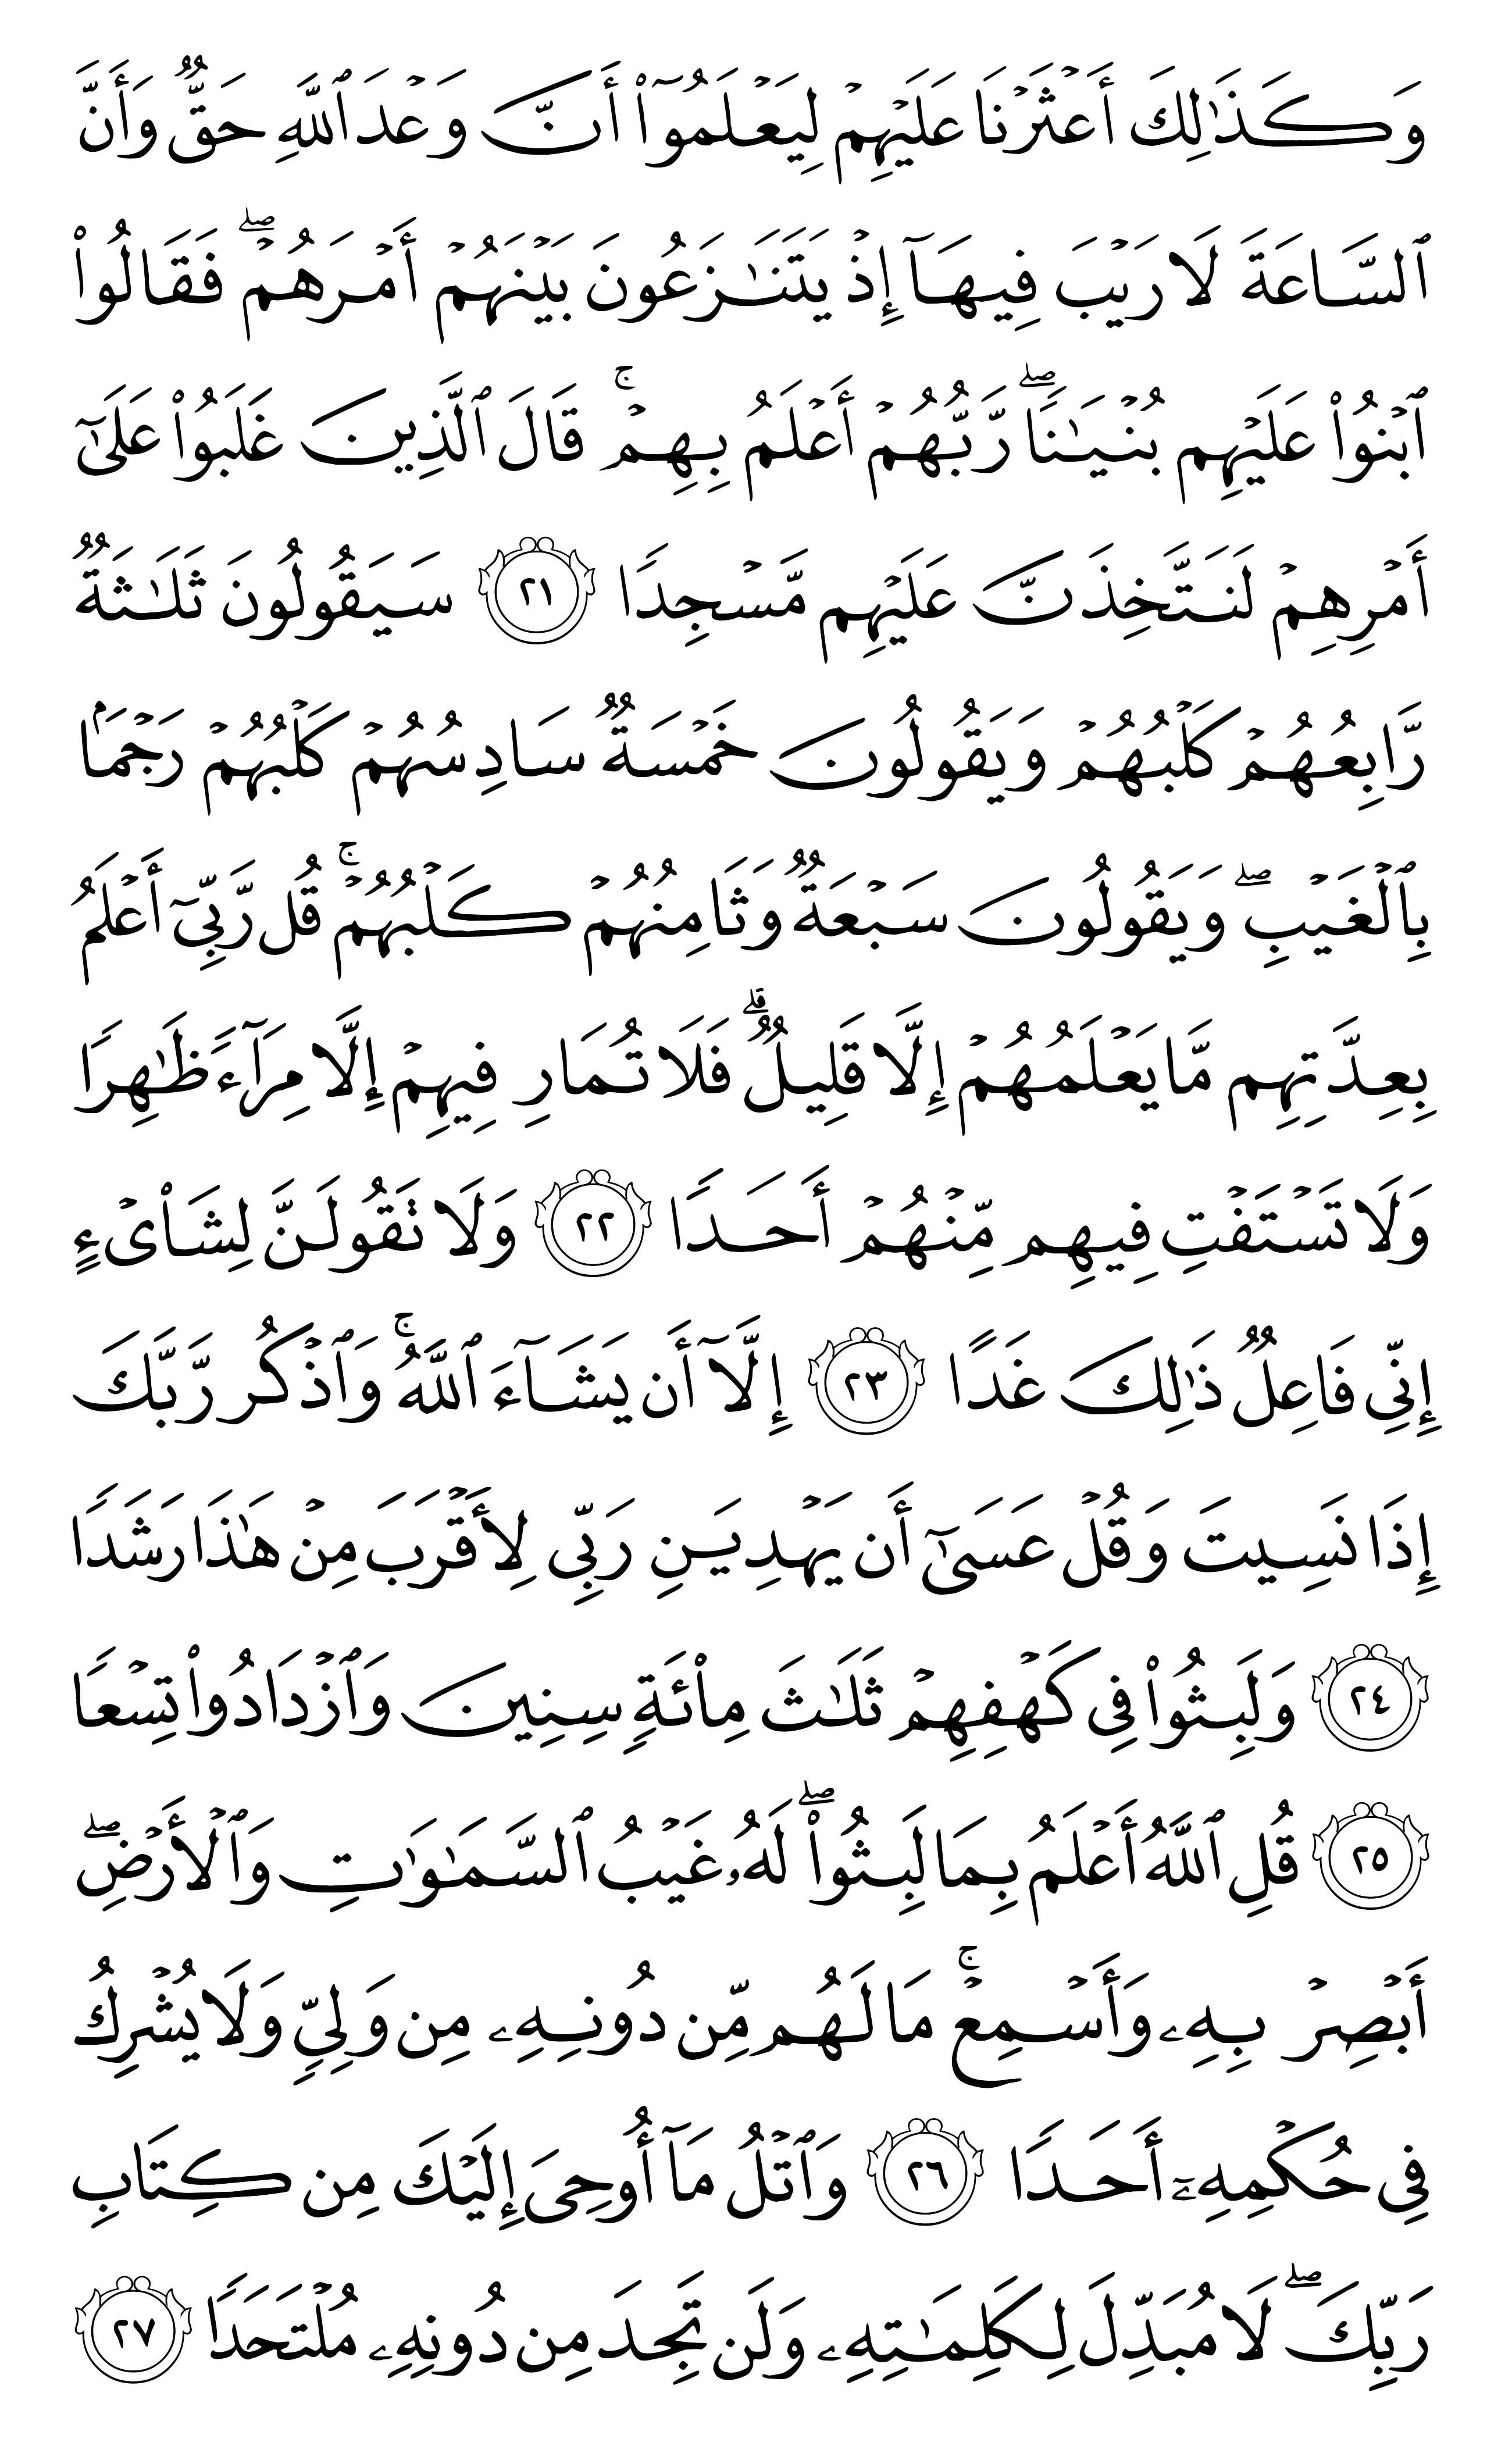 وَكَذَٰلِكَ أَعۡثَرۡنَا عَلَيۡهِمۡ لِيَعۡلَمُوٓاْ أَنَّ وَعۡدَ ٱللَّهِ حَقّٞ وَأَنَّ
ٱلسَّاعَةَ لَا رَيۡبَ فِيهَآ إِذۡ يَتَنَٰزَعُونَ بَيۡنَهُمۡ أَمۡرَهُمۡۖ فَقَالُواْ
ٱبۡنُواْ عَلَيۡهِم بُنۡيَٰنٗاۖ رَّبُّهُمۡ أَعۡلَمُ بِهِمۡۚ قَالَ ٱلَّذِينَ غَلَبُواْ عَلَىٰٓ
أَمۡرِهِمۡ لَنَتَّخِذَنَّ عَلَيۡهِم مَّسۡجِدٗا ٢١ سَيَقُولُونَ ثَلَٰثَةٞ
رَّابِعُهُمۡ كَلۡبُهُمۡ وَيَقُولُونَ خَمۡسَةٞ سَادِسُهُمۡ كَلۡبُهُمۡ رَجۡمَۢا
بِٱلۡغَيۡبِۖ وَيَقُولُونَ سَبۡعَةٞ وَثَامِنُهُمۡ كَلۡبُهُمۡۚ قُل رَّبِّيٓ أَعۡلَمُ
بِعِدَّتِهِم مَّا يَعۡلَمُهُمۡ إِلَّا قَلِيلٞۗ فَلَا تُمَارِ فِيهِمۡ إِلَّا مِرَآءٗ ظَٰهِرٗا
وَلَا تَسۡتَفۡتِ فِيهِم مِّنۡهُمۡ أَحَدٗا ٢٢ وَلَا تَقُولَنَّ لِشَاْيۡءٍ
إِنِّي فَاعِلٞ ذَٰلِكَ غَدًا ٢٣ إِلَّآ أَن يَشَآءَ ٱللَّهُۚ وَٱذۡكُر رَّبَّكَ
إِذَا نَسِيتَ وَقُلۡ عَسَىٰٓ أَن يَهۡدِيَنِ رَبِّي لِأَقۡرَبَ مِنۡ هَٰذَا رَشَدٗا
٢٤ وَلَبِثُواْ فِي كَهۡفِهِمۡ ثَلَٰثَ مِاْئَةٖ سِنِينَ وَٱزۡدَادُواْ تِسۡعٗا
٢٥ قُلِ ٱللَّهُ أَعۡلَمُ بِمَا لَبِثُواْۖ لَهُۥ غَيۡبُ ٱلسَّمَٰوَٰتِ وَٱلۡأَرۡضِۖ
أَبۡصِرۡ بِهِۦ وَأَسۡمِعۡۚ مَا لَهُم مِّن دُونِهِۦ مِن وَلِيّٖ وَلَا يُشۡرِكُ
فِي حُكۡمِهِۦٓ أَحَدٗا ٢٦ وَٱتۡلُ مَآ أُوحِيَ إِلَيۡكَ مِن كِتَابِ
رَبِّكَۖ لَا مُبَدِّلَ لِكَلِمَٰتِهِۦ وَلَن تَجِدَ مِن دُونِهِۦ مُلۡتَحَدٗا ٢٧